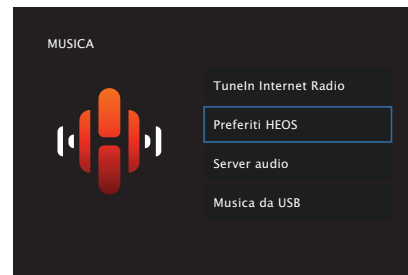 MUSICA
TuneIn Internet Radio
Preferiti HEOS
Server audio
Musica da USB